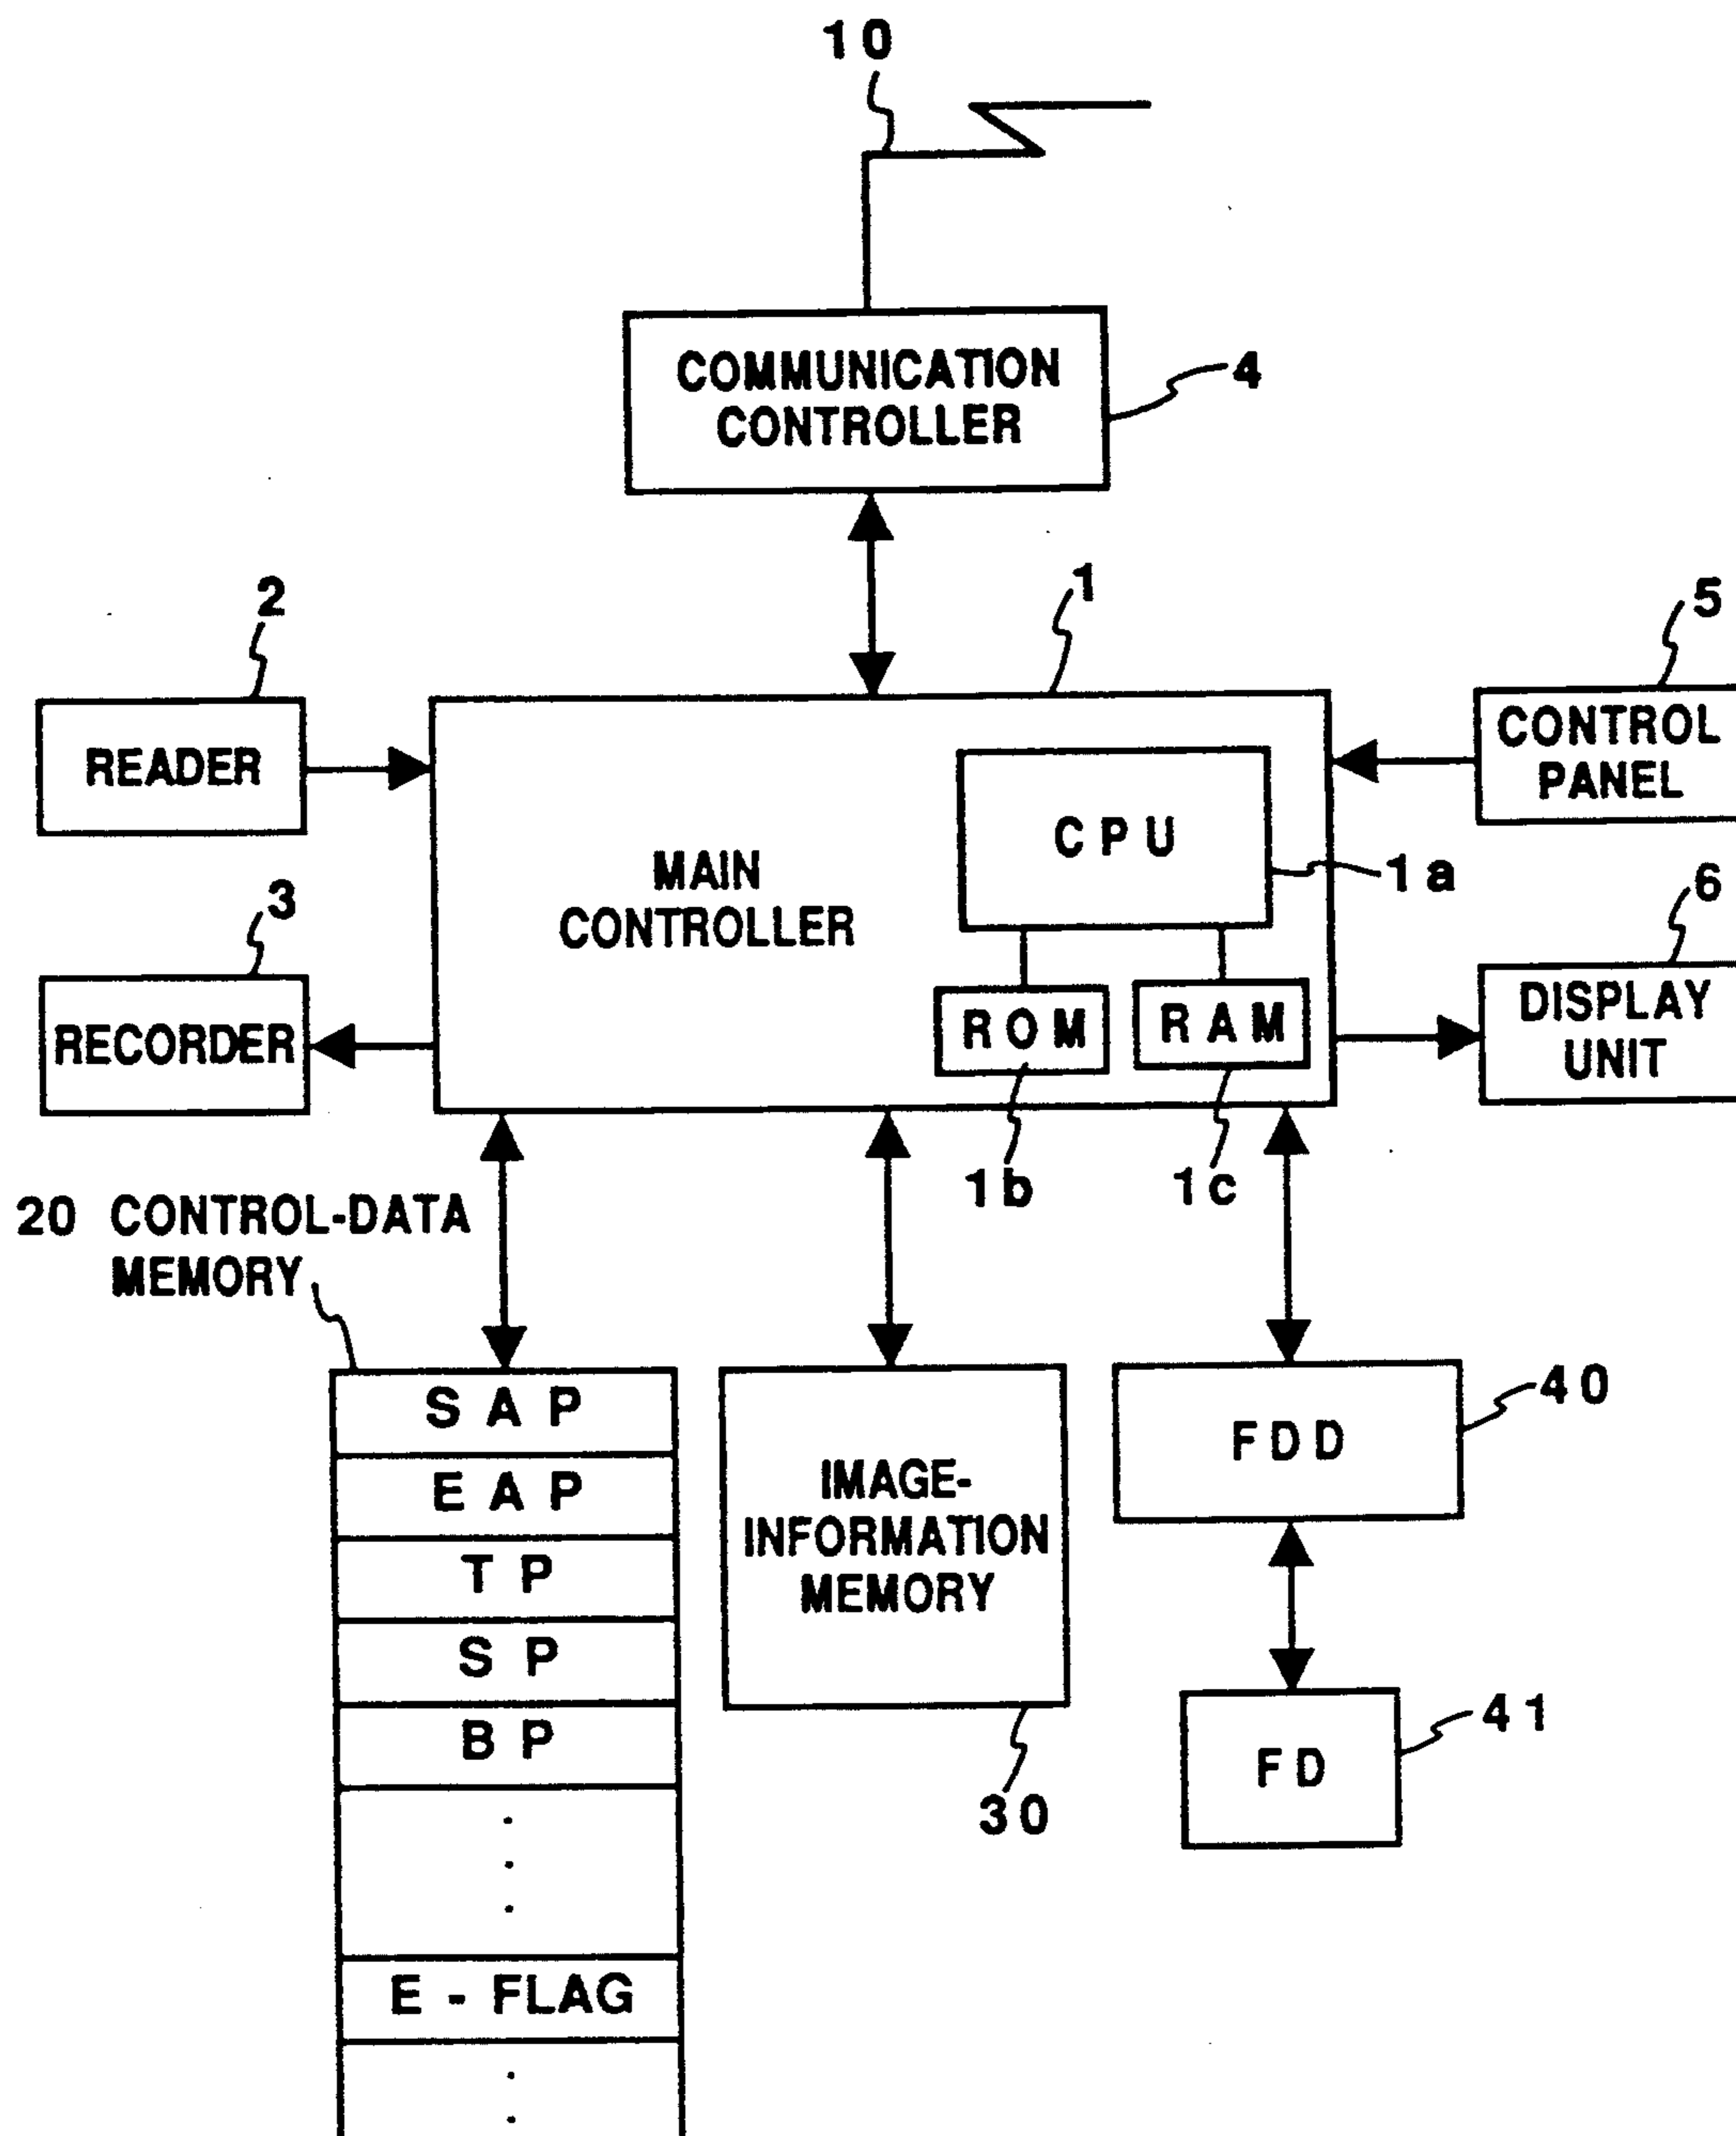 10
COMMUNICATION
CONTROLLER
4
2
1
5
READER
CONTROL
PANEL
CPU
1a
MAIN
CONTROLLER
3
6
RECORDER
ROM
RAM
DISPLAY
UNIT
1b
1c
20 CONTROL-DATA
MEMORY
SAP
EAP
TP
SP
BP
E - FLAG
IMAGE-
INFORMATION
MEMORY
30
FDD
40
FD
41